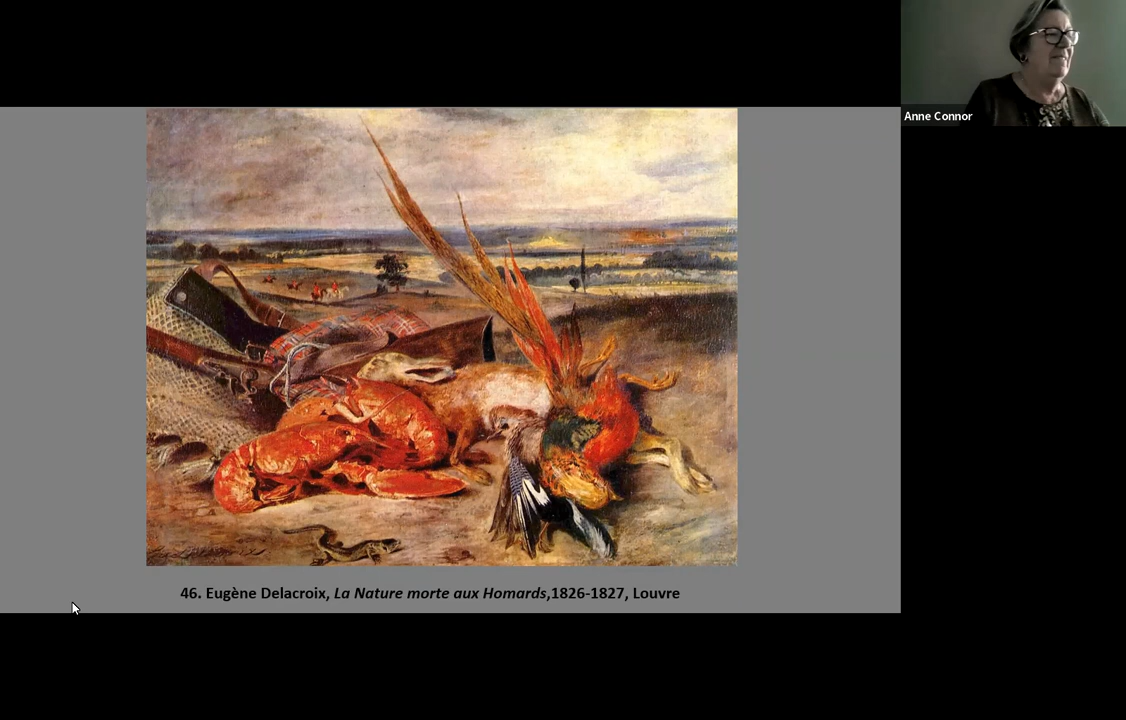 Anne Connor
46. Eugène Delacroix, La Nature morte aux Homards,1826-1827, Louvre